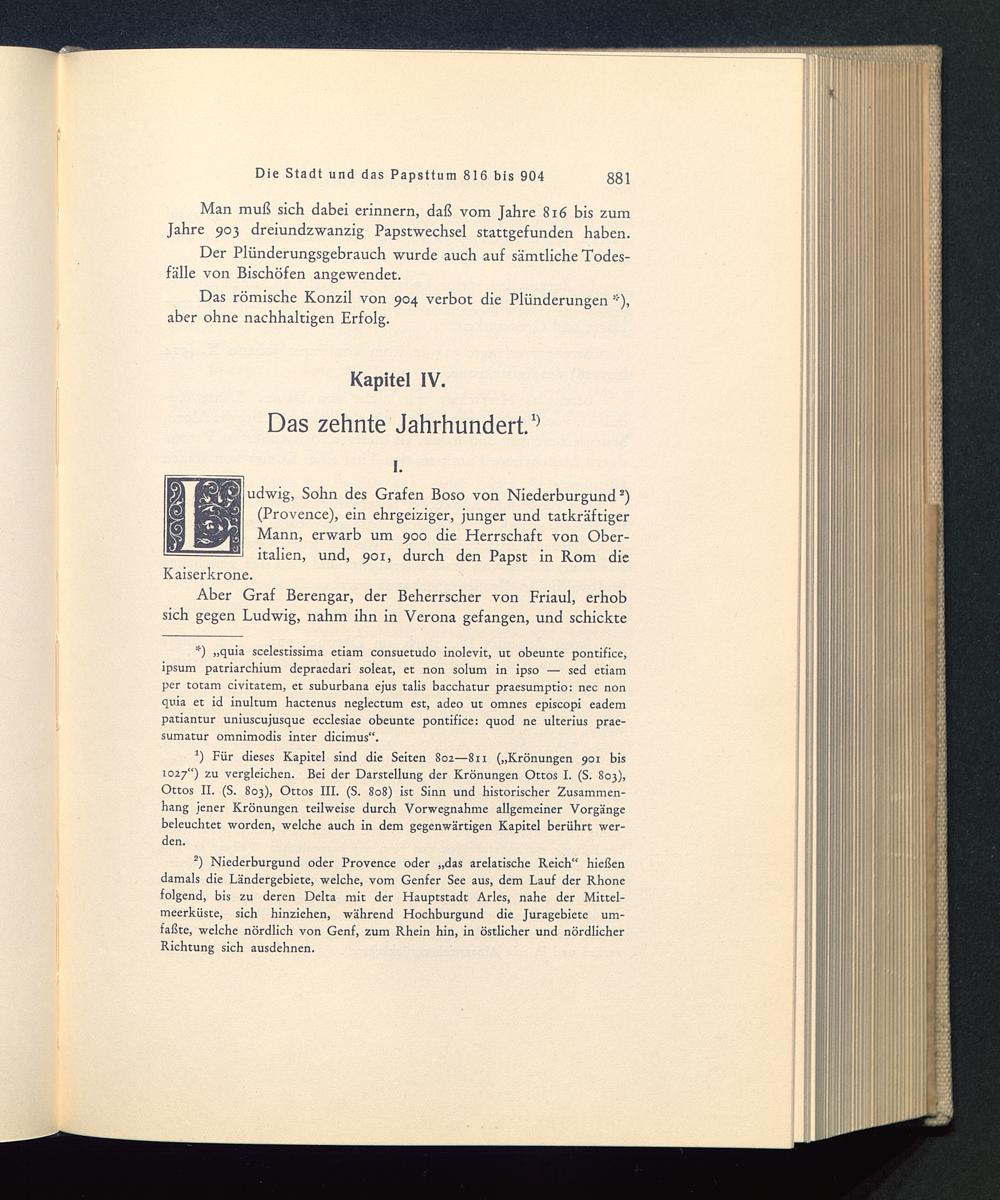 Die Stadt und das Papsttum 816 bis 904 881
Man muß sich dabei erinnern, daß vom Jahre 816 bis zum
Jahre 903 dreiundzwanzig Papstwechsel stattgefunden haben.
Der Plünderungsgebrauch wurde auch auf sämtliche Todes-
fälle von Bischöfen angewendet.
Das römische Konzil von 904 verbot die Plünderungen *),
aber ohne nachhaltigen Erfolg.
Kapitel IV.
Das zehnte Jahrhundert.¹)
I.
Ludwig, Sohn des Grafen Boso von Niederburgund ²)
(Provence), ein ehrgeiziger, junger und tatkräftiger
Mann, erwarb um 900 die Herrschaft von Ober-
italien, und, 901, durch den Papst in Rom die
Kaiserkrone.
Aber Graf Berengar, der Beherrscher von Friaul, erhob
sich gegen Ludwig, nahm ihn in Verona gefangen, und schickte
*) „quia scelestissima etiam consuetudo inolevit, ut obeunte pontifice,
ipsum patriarchium depraedari soleat, et non solum in ipso — sed etiam
per totam civitatem, et suburbana ejus talis bacchatur praesumptio: nec non
quia et id inultum hactenus neglectum est, adeo ut omnes episcopi eadem
patiantur uniuscujusque ecclesiae obeunte pontifice: quod ne ulterius prae-
sumatur omnimodis inter dicimus“.
¹) Für dieses Kapitel sind die Seiten 802—811 („Krönungen 901 bis
1027“) zu vergleichen. Bei der Darstellung der Krönungen Ottos I. (S. 803),
Ottos II. (S. 803), Ottos III. (S. 808) ist Sinn und historischer Zusammen-
hang jener Krönungen teilweise durch Vorwegnahme allgemeiner Vorgänge
beleuchtet worden, welche auch in dem gegenwärtigen Kapitel berührt wer-
den.
²) Niederburgund oder Provence oder „das arelatische Reich“ hießen
damals die Ländergebiete, welche, vom Genfer See aus, dem Lauf der Rhone
folgend, bis zu deren Delta mit der Hauptstadt Arles, nahe der Mittel-
meerküste, sich hinziehen, während Hochburgund die Juragebiete um-
faßte, welche nördlich von Genf, zum Rhein hin, in östlicher und nördlicher
Richtung sich ausdehnen.